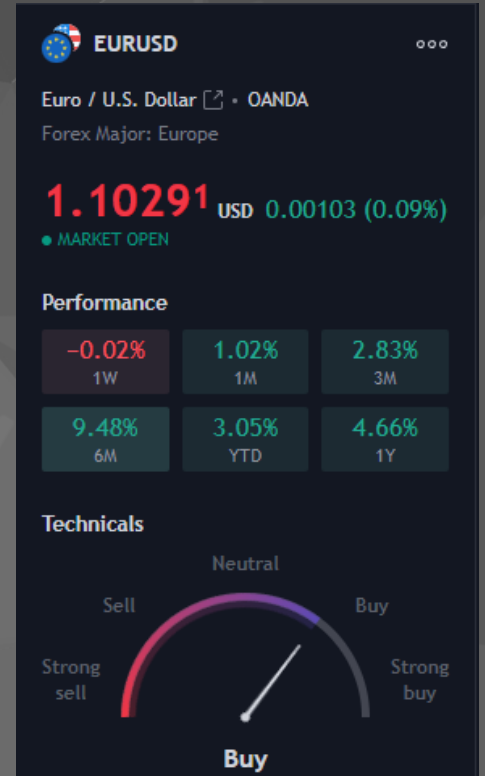 EURUSD
Euro / U.S. Dollar • OANDA
Forex Major: Europe
1.10291 USD 0.00103 (0.09%)
• MARKET OPEN
Performance
−0.02% 1.02% 2.83%
1W 1M 3M
9.48% 3.05% 4.66%
6M YTD 1Y
Technicals
Neutral
Sell Buy
Strong sell Strong buy
Buy